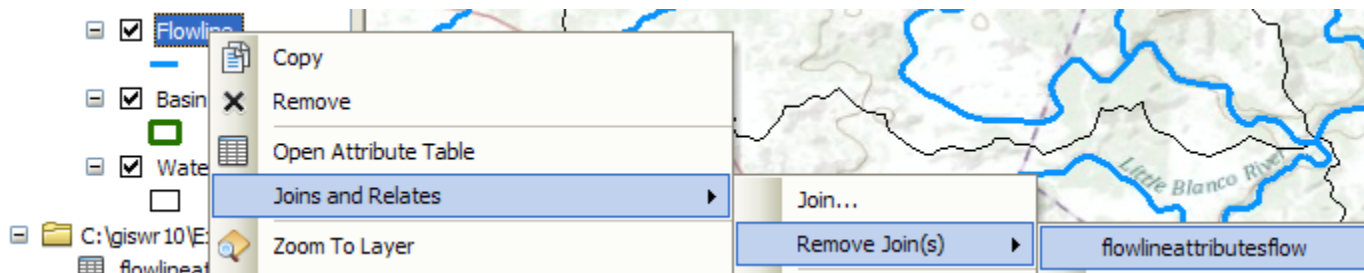 Flowline
Copy
Basin
Remove
Open Attribute Table
Wate
Joins and Relates
Join...
Little Blanco River
C:\giswr10\E
Zoom To Layer
Remove Join(s)
flowlineattributesflow
flowlineat